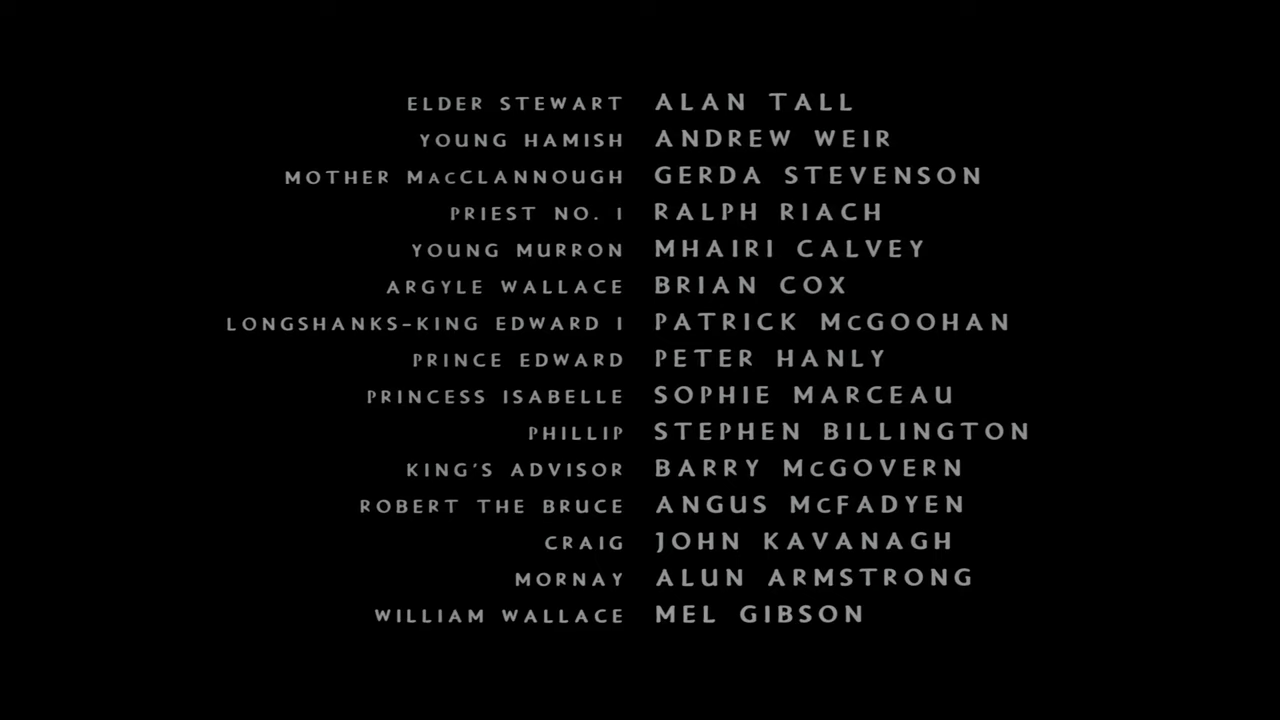 ELDER STEWART ALAN TALL
YOUNG HAMISH ANDREW WEIR
MOTHER MacCLANNOUGH GERDA STEVENSON
PRIEST NO. 1 RALPH RIACH
YOUNG MURRON MHAIRI CALVEY
ARGYLE WALLACE BRIAN COX
LONGSHANKS-KING EDWARD I PATRICK McGOOHAN
PRINCE EDWARD PETER HANLY
PRINCESS ISABELLE SOPHIE MARCEAU
PHILLIP STEPHEN BILLINGTON
KING'S ADVISOR BARRY McGOVERN
ROBERT THE BRUCE ANGUS McFADYEN
CRAIG JOHN KAVANAGH
MORNAY ALUN ARMSTRONG
WILLIAM WALLACE MEL GIBSON